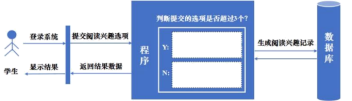 判断提交的选项是否超过3个?
登录系统
提交阅读兴趣选项
程序
Y:
生成阅读兴趣记录
数据库
学生
显示结果
返回结果数据
N: